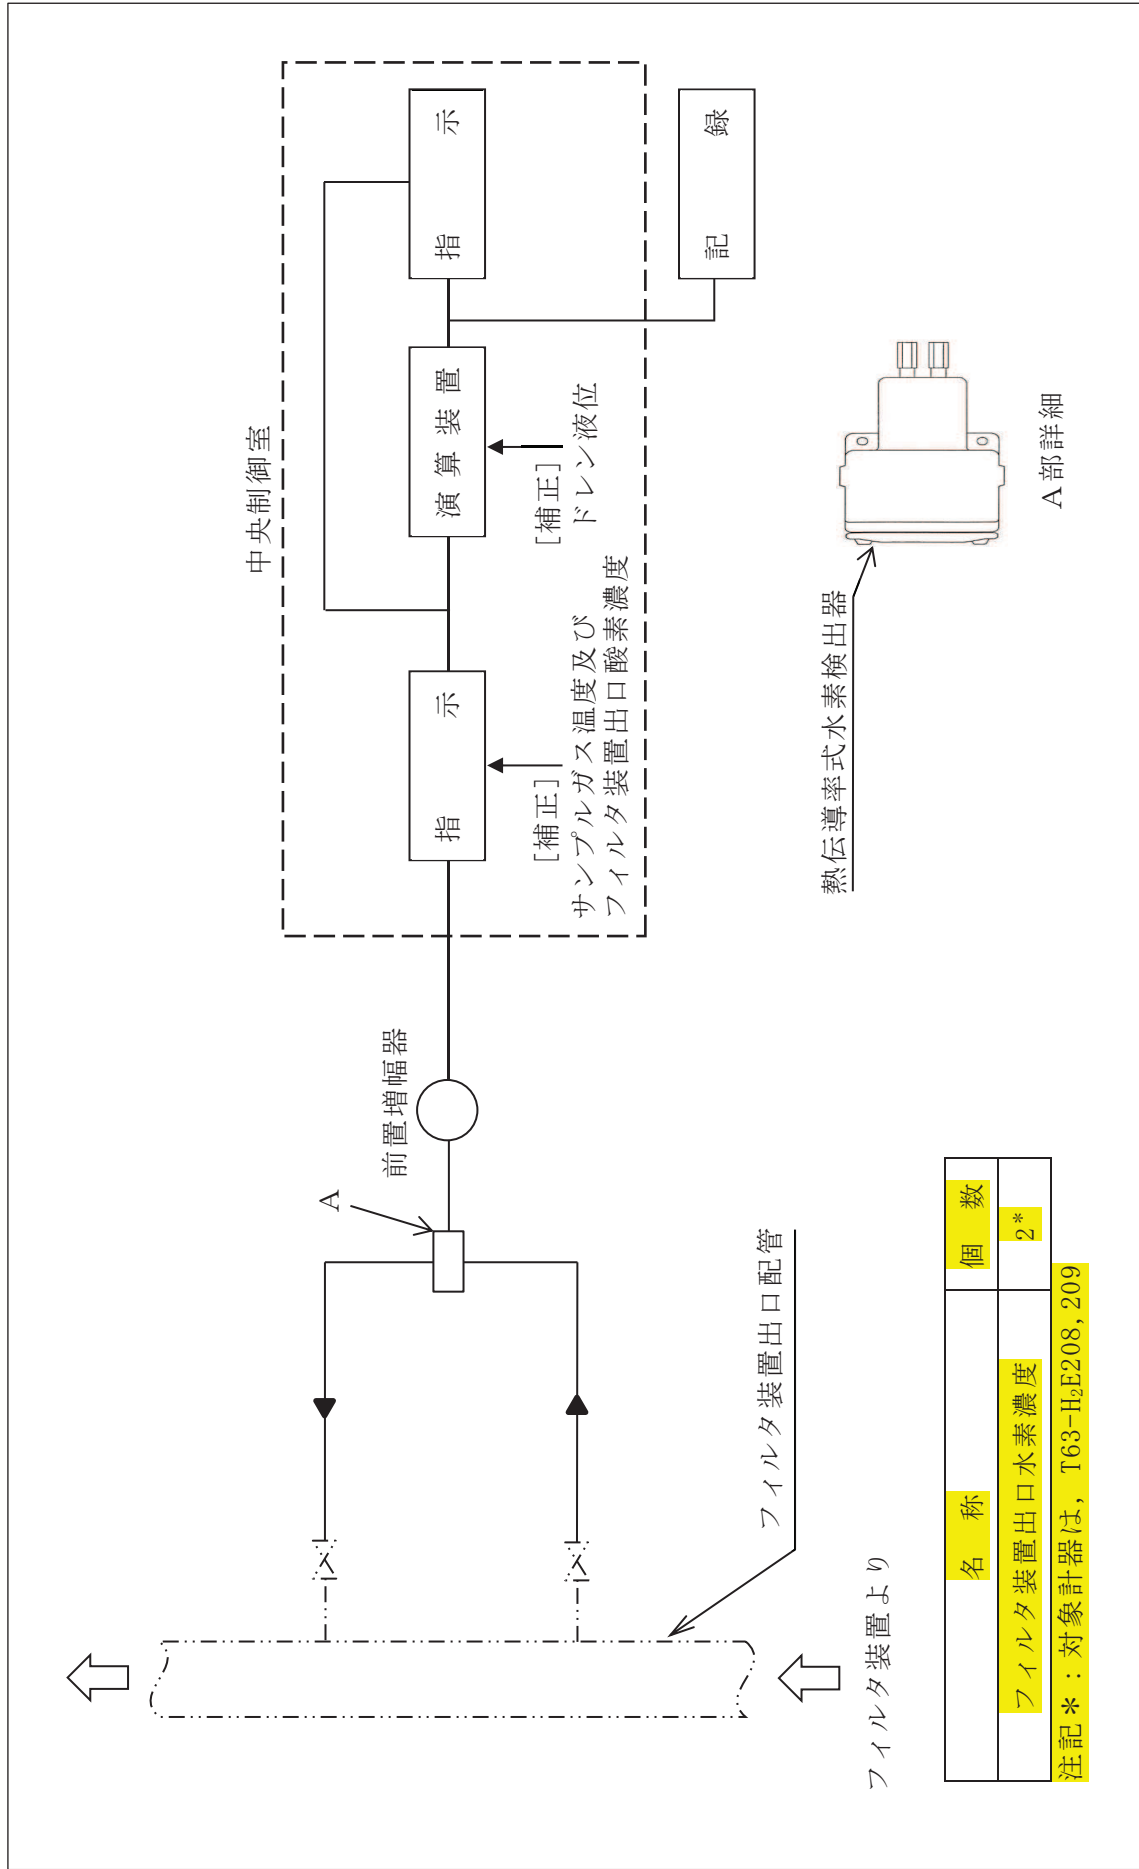 中央制御室
指示
演算装置
指示
記録
[補正]
サンプルガス温度及び
フィルタ装置出口酸素濃度
[補正]
ドレン液位
前置増幅器
A
フィルタ装置出口配管
フィルタ装置より
熱伝導率式水素検出器
A部詳細
名称 個数
フィルタ装置出口水素濃度 2*
注記*:対象計器は,T63-H₂E208,209